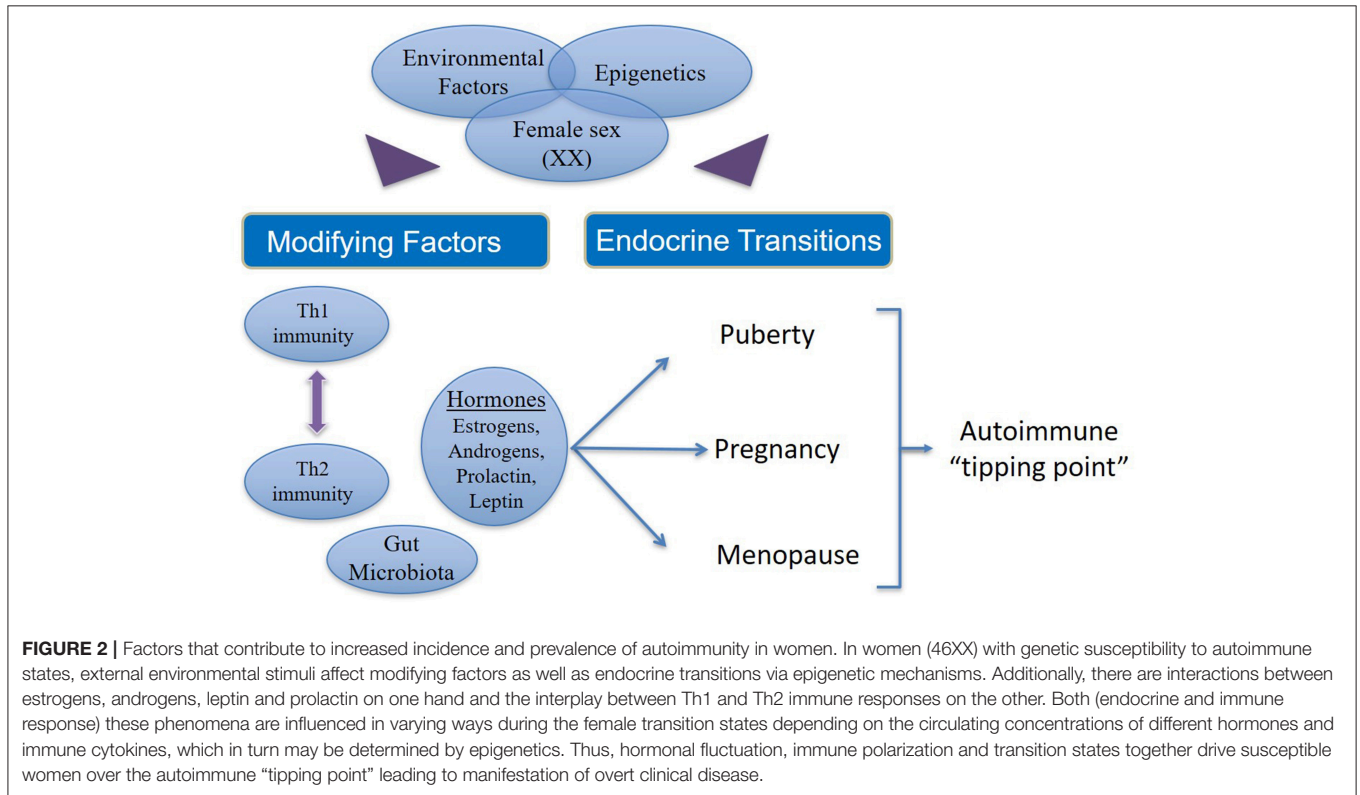 Environmental
Factors
Epigenetics
Female sex
(XX)
Modifying Factors
Endocrine Transitions
Th1
immunity
Th2
immunity
Gut
Microbiota
Hormones
Estrogens,
Androgens,
Prolactin,
Leptin
Puberty
Pregnancy
Menopause
Autoimmune
“tipping point”
FIGURE 2 | Factors that contribute to increased incidence and prevalence of autoimmunity in women. In women (46XX) with genetic susceptibility to autoimmune
states, external environmental stimuli affect modifying factors as well as endocrine transitions via epigenetic mechanisms. Additionally, there are interactions between
estrogens, androgens, leptin and prolactin on one hand and the interplay between Th1 and Th2 immune responses on the other. Both (endocrine and immune
response) these phenomena are influenced in varying ways during the female transition states depending on the circulating concentrations of different hormones and
immune cytokines, which in turn may be determined by epigenetics. Thus, hormonal fluctuation, immune polarization and transition states together drive susceptible
women over the autoimmune “tipping point” leading to manifestation of overt clinical disease.